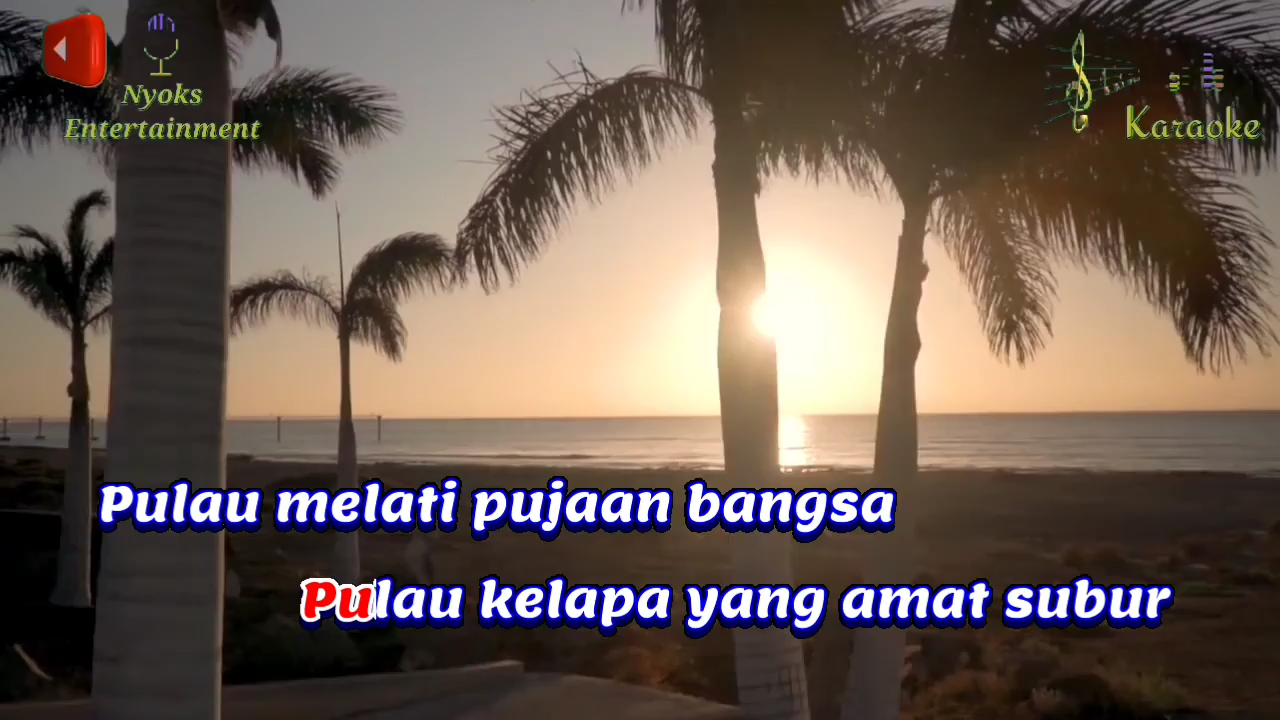 Nyoks
Entertainment
Karaoke
Pulau melati pujaan bangsa
Pulau kelapa yang amat subur